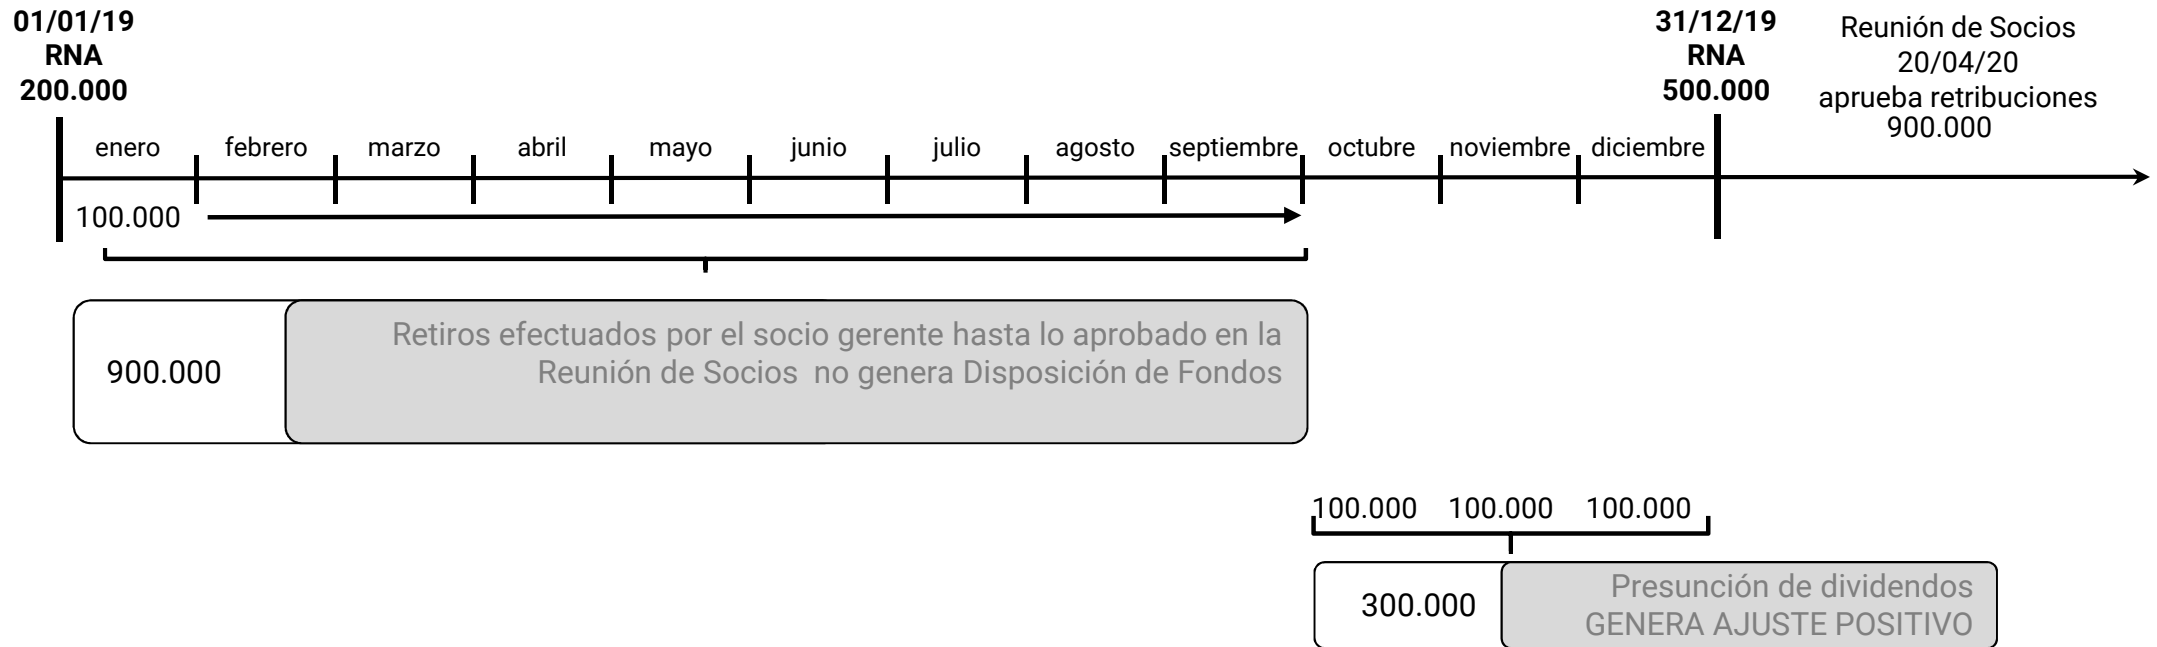 01/01/19
RNA
200.000
31/12/19
RNA
500.000
Reunión de Socios
20/04/20
aprueba retribuciones
900.000
enero febrero marzo abril mayo junio julio agosto septiembre octubre noviembre diciembre
100.000
900.000
Retiros efectuados por el socio gerente hasta lo aprobado en la
Reunión de Socios no genera Disposición de Fondos
100.000 100.000 100.000
300.000
Presunción de dividendos
GENERA AJUSTE POSITIVO